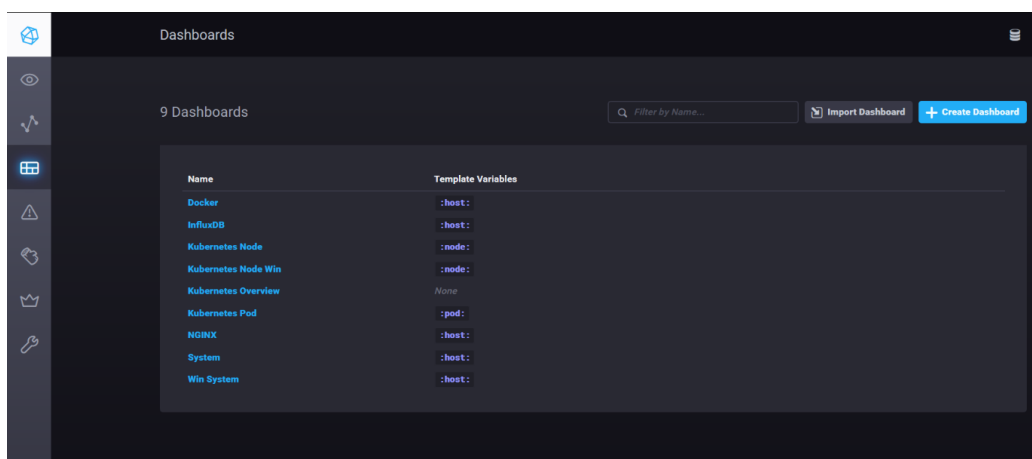 Dashboards
9 Dashboards
Filter by Name...
Import Dashboard
Create Dashboard
Name Template Variables
Docker :host:
InfluxDB :host:
Kubernetes Node :node:
Kubernetes Node Win :node:
Kubernetes Overview None
Kubernetes Pod :pod:
NGINX :host:
System :host:
Win System :host: